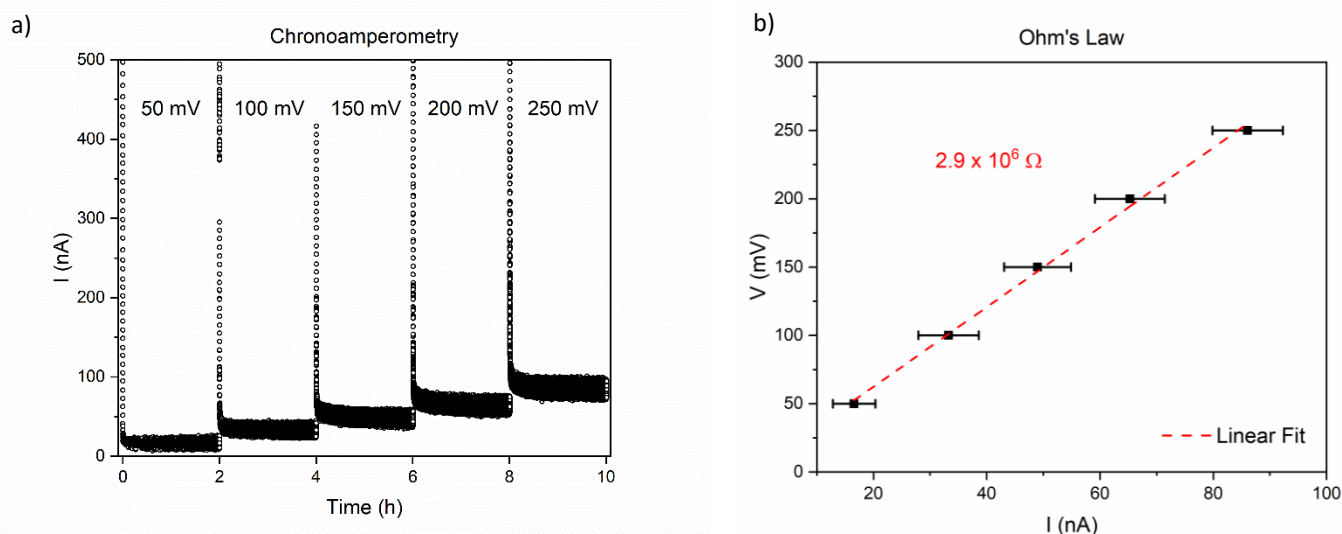 a)
Chronoamperometry
500
400
300
200
100
0
I (nA)
50 mV 100 mV 150 mV 200 mV 250 mV
0 2 4 6 8 10
Time (h)
b)
Ohm's Law
300
250
200
150
100
50
0
V (mV)
2.9 x 10⁶ Ω
Linear Fit
20 40 60 80 100
I (nA)